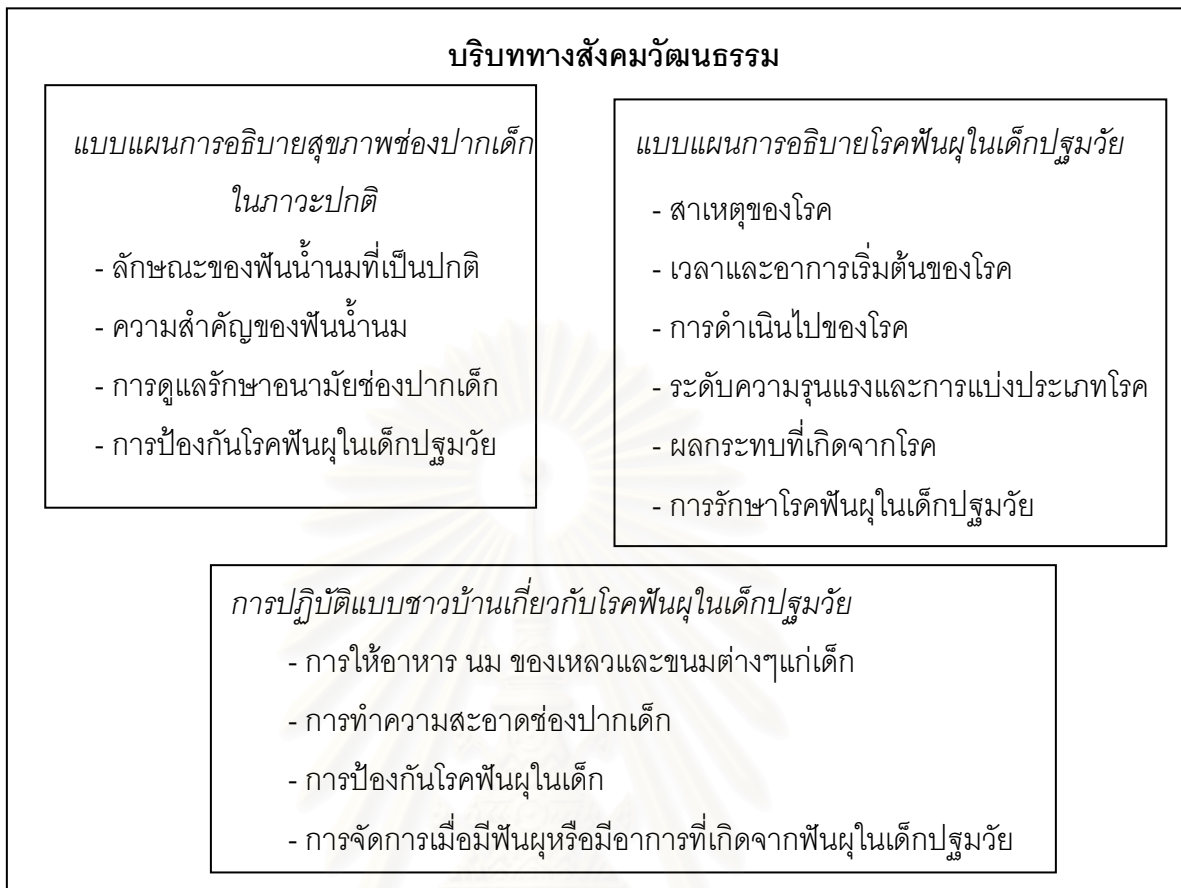 บริบททางสังคมวัฒนธรรม
แบบแผนการอธิบายสุขภาพช่องปากเด็ก
ในภาวะปกติ
- ลักษณะของฟันน้ำนมที่เป็นปกติ
- ความสำคัญของฟันน้ำนม
- การดูแลรักษาอนามัยช่องปากเด็ก
- การป้องกันโรคฟันผุในเด็กปฐมวัย
แบบแผนการอธิบายโรคฟันผุในเด็กปฐมวัย
- สาเหตุของโรค
- เวลาและอาการเริ่มต้นของโรค
- การดำเนินไปของโรค
- ระดับความรุนแรงและการแบ่งประเภทโรค
- ผลกระทบที่เกิดจากโรค
- การรักษาโรคฟันผุในเด็กปฐมวัย
การปฏิบัติแบบชาวบ้านเกี่ยวกับโรคฟันผุในเด็กปฐมวัย
- การให้อาหาร นม ของเหลวและขนมต่างๆแก่เด็ก
- การทำความสะอาดช่องปากเด็ก
- การป้องกันโรคฟันผุในเด็ก
- การจัดการเมื่อมีฟันผุหรือมีอาการที่เกิดจากฟันผุในเด็กปฐมวัย